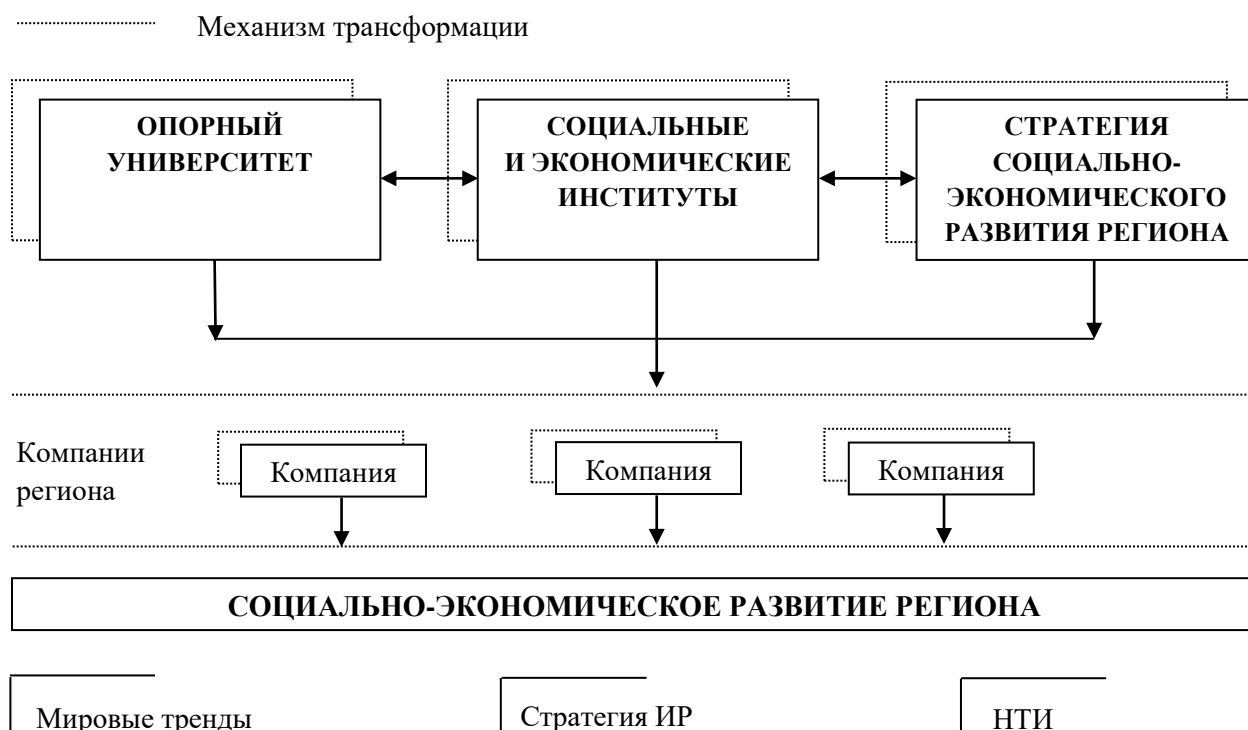 Механизм трансформации
ОПОРНЫЙ
УНИВЕРСИТЕТ
СОЦИАЛЬНЫЕ
И ЭКОНОМИЧЕСКИЕ
ИНСТИТУТЫ
СТРАТЕГИЯ
СОЦИАЛЬНО-
ЭКОНОМИЧЕСКОГО
РАЗВИТИЯ РЕГИОНА
Компании
региона
Компания
Компания
Компания
СОЦИАЛЬНО-ЭКОНОМИЧЕСКОЕ РАЗВИТИЕ РЕГИОНА
Мировые тренды
Стратегия ИР
НТИ